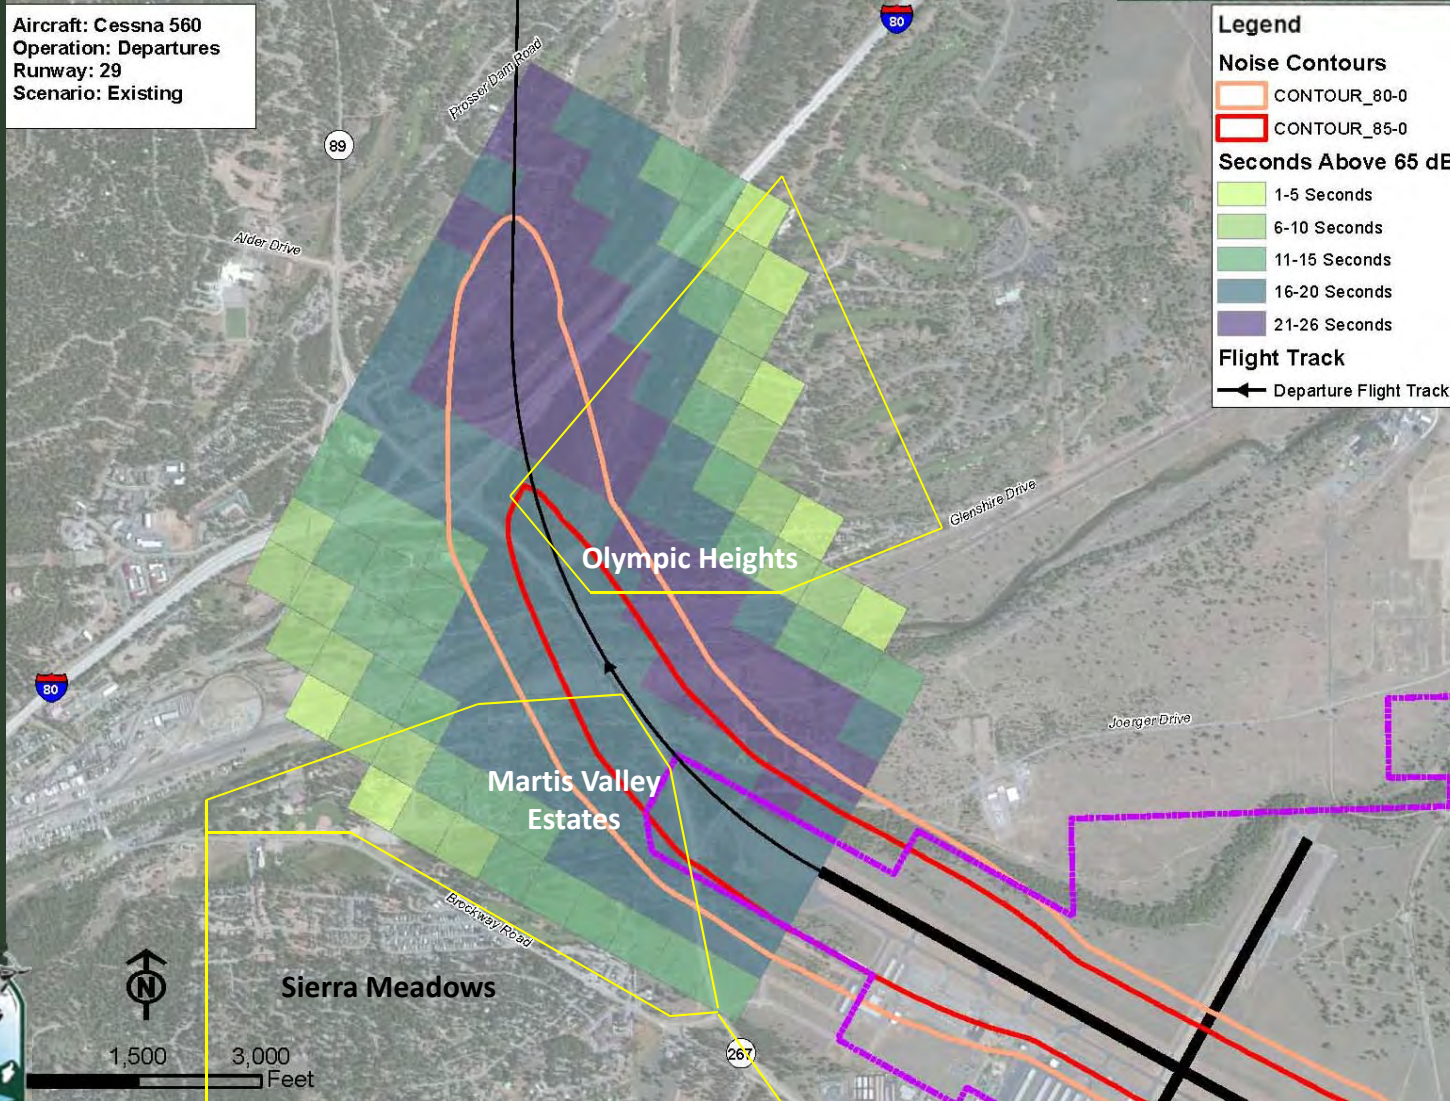 Aircraft: Cessna 560
Operation: Departures
Runway: 29
Scenario: Existing
Legend
Noise Contours
CONTOUR_80-0
CONTOUR_85-0
Seconds Above 65 dB
1-5 Seconds
6-10 Seconds
11-15 Seconds
16-20 Seconds
21-26 Seconds
Flight Track
Departure Flight Track
80
Prosser Dam Road
89
Alder Drive
Glenshire Drive
Olympic Heights
80
Joerger Drive
Martis Valley
Estates
Brockway Road
Sierra Meadows
N
267
1,500 3,000
Feet